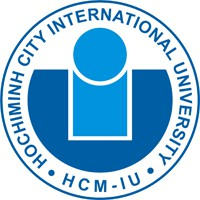 HOCHIMINH CITY INTERNATIONAL UNIVERSITY
• HCM-IU •